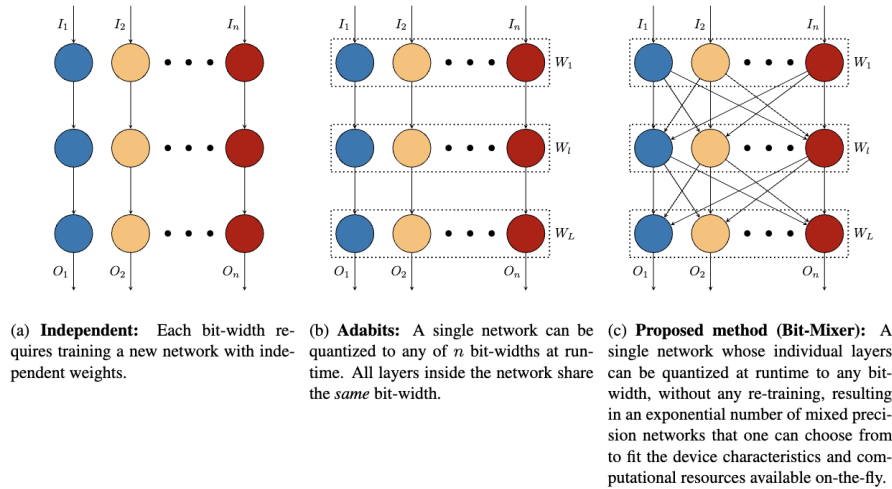 I1 I2 In
I1 I2 In
I1 I2 In
W1
W1
Wl
Wl
WL
WL
O1 O2 On
O1 O2 On
O1 O2 On
(a) Independent: Each bit-width re-
quires training a new network with inde-
pendent weights.
(b) Adabits: A single network can be
quantized to any of n bit-widths at run-
time. All layers inside the network share
the same bit-width.
(c) Proposed method (Bit-Mixer): A
single network whose individual layers
can be quantized at runtime to any bit-
width, without any re-training, resulting
in an exponential number of mixed preci-
sion networks that one can choose from
to fit the device characteristics and com-
putational resources available on-the-fly.